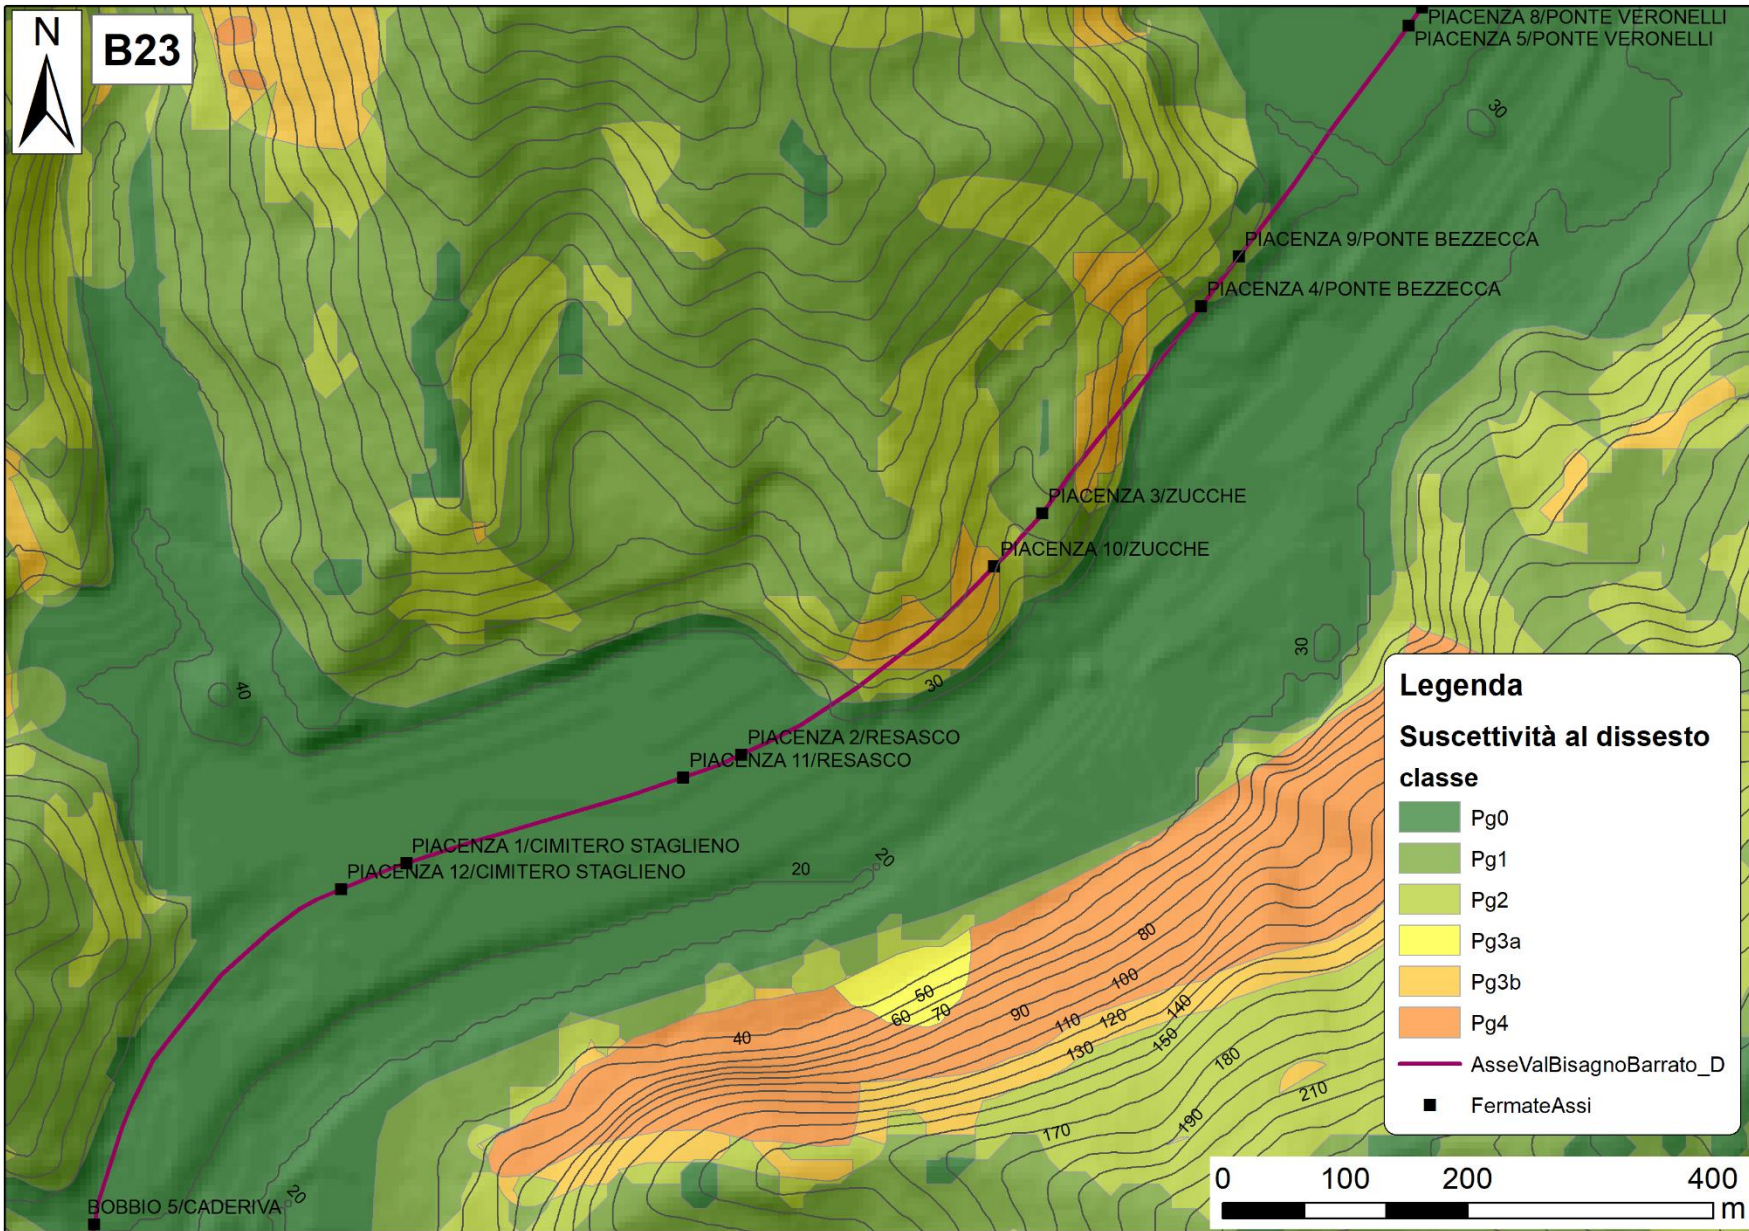 N
B23
PIACENZA 8/PONTE VERONELLI
PIACENZA 5/PONTE VERONELLI
30
PIACENZA 9/PONTE BEZZECCA
PIACENZA 4/PONTE BEZZECCA
PIACENZA 3/ZUCCHE
PIACENZA 10/ZUCCHE
30
40
30
PIACENZA 2/RESASCO
PIACENZA 11/RESASCO
PIACENZA 1/CIMITERO STAGLIENO
PIACENZA 12/CIMITERO STAGLIENO
20
20
80
100
50
60
70
90
110
120
140
40
130
150
180
210
190
170
20
BOBBIO 5/CADERIVA
Legenda
Suscettività al dissesto
classe
Pg0
Pg1
Pg2
Pg3a
Pg3b
Pg4
AsseValBisagnoBarrato_D
FermateAssi
0 100 200 400
m